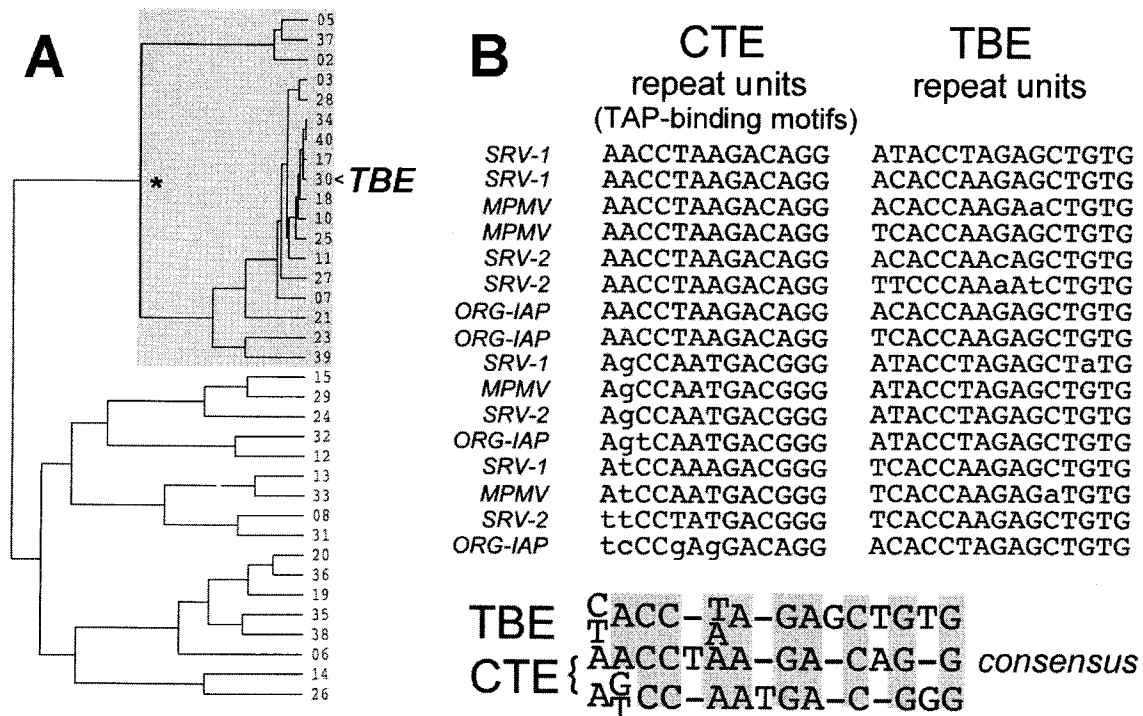 A
05
37
02
03
28
34
40
17
30 < TBE
18
10
25
11
27
07
21
23
39
15
29
24
32
12
13
33
08
31
20
36
19
35
38
06
14
26
*
B
CTE TBE
repeat units repeat units
(TAP-binding motifs)
SRV-1 AACCTAAGACAGG ATACCTAGAGCTGTG
SRV-1 AACCTAAGACAGG ACACCAAGAGCTGTG
MPMV AACCTAAGACAGG ACACCAAGAaCTGTG
MPMV AACCTAAGACAGG TCACCAAGAGCTGTG
SRV-2 AACCTAAGACAGG ACACCAAcAGCTGTG
SRV-2 AACCTAAGACAGG TTCCCAAaAtCTGTG
ORG-IAP AACCTAAGACAGG ACACCAAGAGCTGTG
ORG-IAP AACCTAAGACAGG TCACCAAGAGCTGTG
SRV-1 AgCCAATGACGGG ATACCTAGAGCTaTG
MPMV AgCCAATGACGGG ATACCTAGAGCTGTG
SRV-2 AgCCAATGACGGG ATACCTAGAGCTGTG
ORG-IAP AgtCAATGACGGG ATACCTAGAGCTGTG
SRV-1 AtCCAAAGACGGG TCACCAAGAGCTGTG
MPMV AtCCAATGACGGG TCACCAAGAGaTGTG
SRV-2 ttCCTATGACGGG TCACCAAGAGCTGTG
ORG-IAP tcCCgAgGACAGG ACACCTAGAGCTGTG
C T
TBE ACC- A-GAGCTGTG
T A
CTE { AACCTAA-GA-CAG-G consensus
G
A CC-AATGA-C-GGG
T